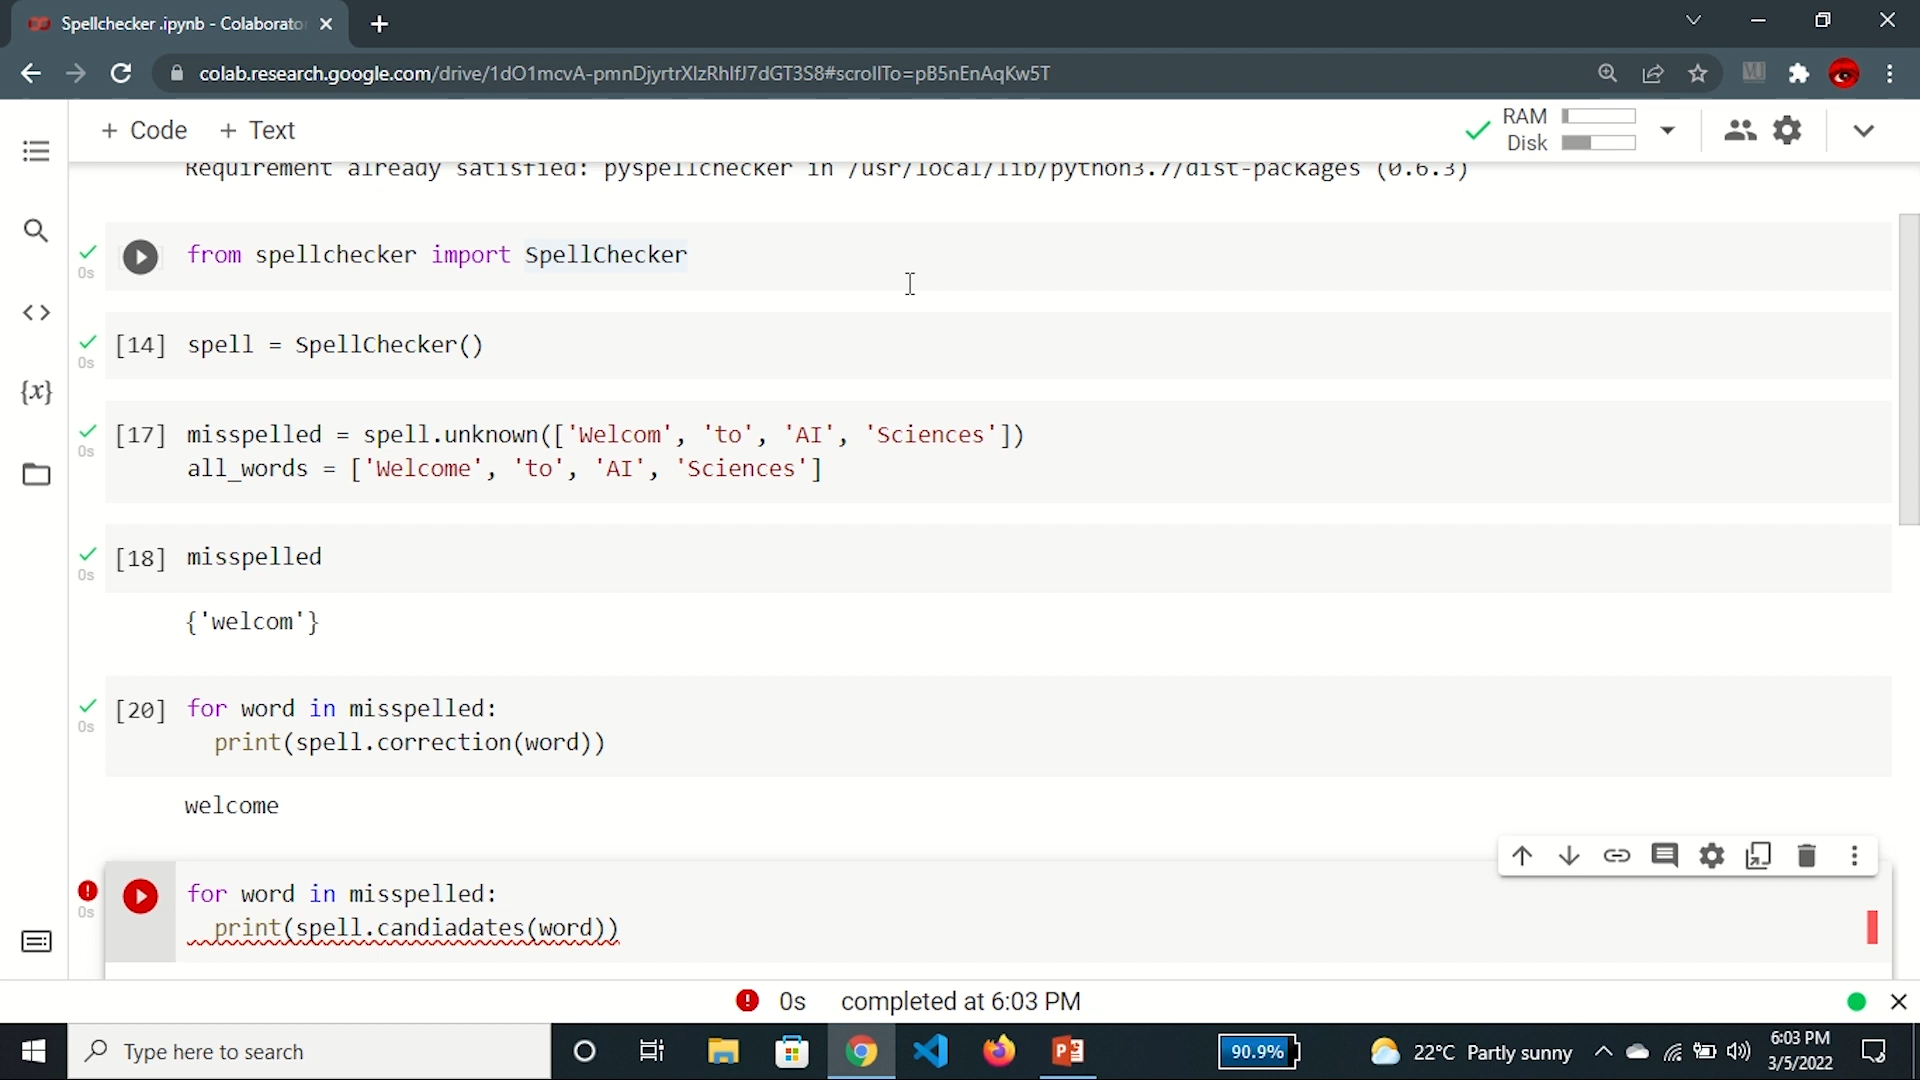 Spellchecker .ipynb - Colaborato
colab.research.google.com/drive/1dO1mcvA-pmnDjyrtrXIzRhIfJ7dGT3S8#scrollTo=pB5nEnAqKw5T
+ Code + Text
RAM
Disk
Requirement already satisfied: pyspellchecker in /usr/local/lib/python3.7/dist-packages (0.6.3)
from spellchecker import SpellChecker
0s
[14] spell = SpellChecker()
0s
{x}
[17] misspelled = spell.unknown(['Welcom', 'to', 'AI', 'Sciences'])
0s
all_words = ['Welcome', 'to', 'AI', 'Sciences']
[18] misspelled
0s
{'welcom'}
[20] for word in misspelled:
0s
print(spell.correction(word))
welcome
for word in misspelled:
0s
print(spell.candiadates(word))
0s completed at 6:03 PM
Type here to search
90.9%
22°C Partly sunny
6:03 PM
3/5/2022